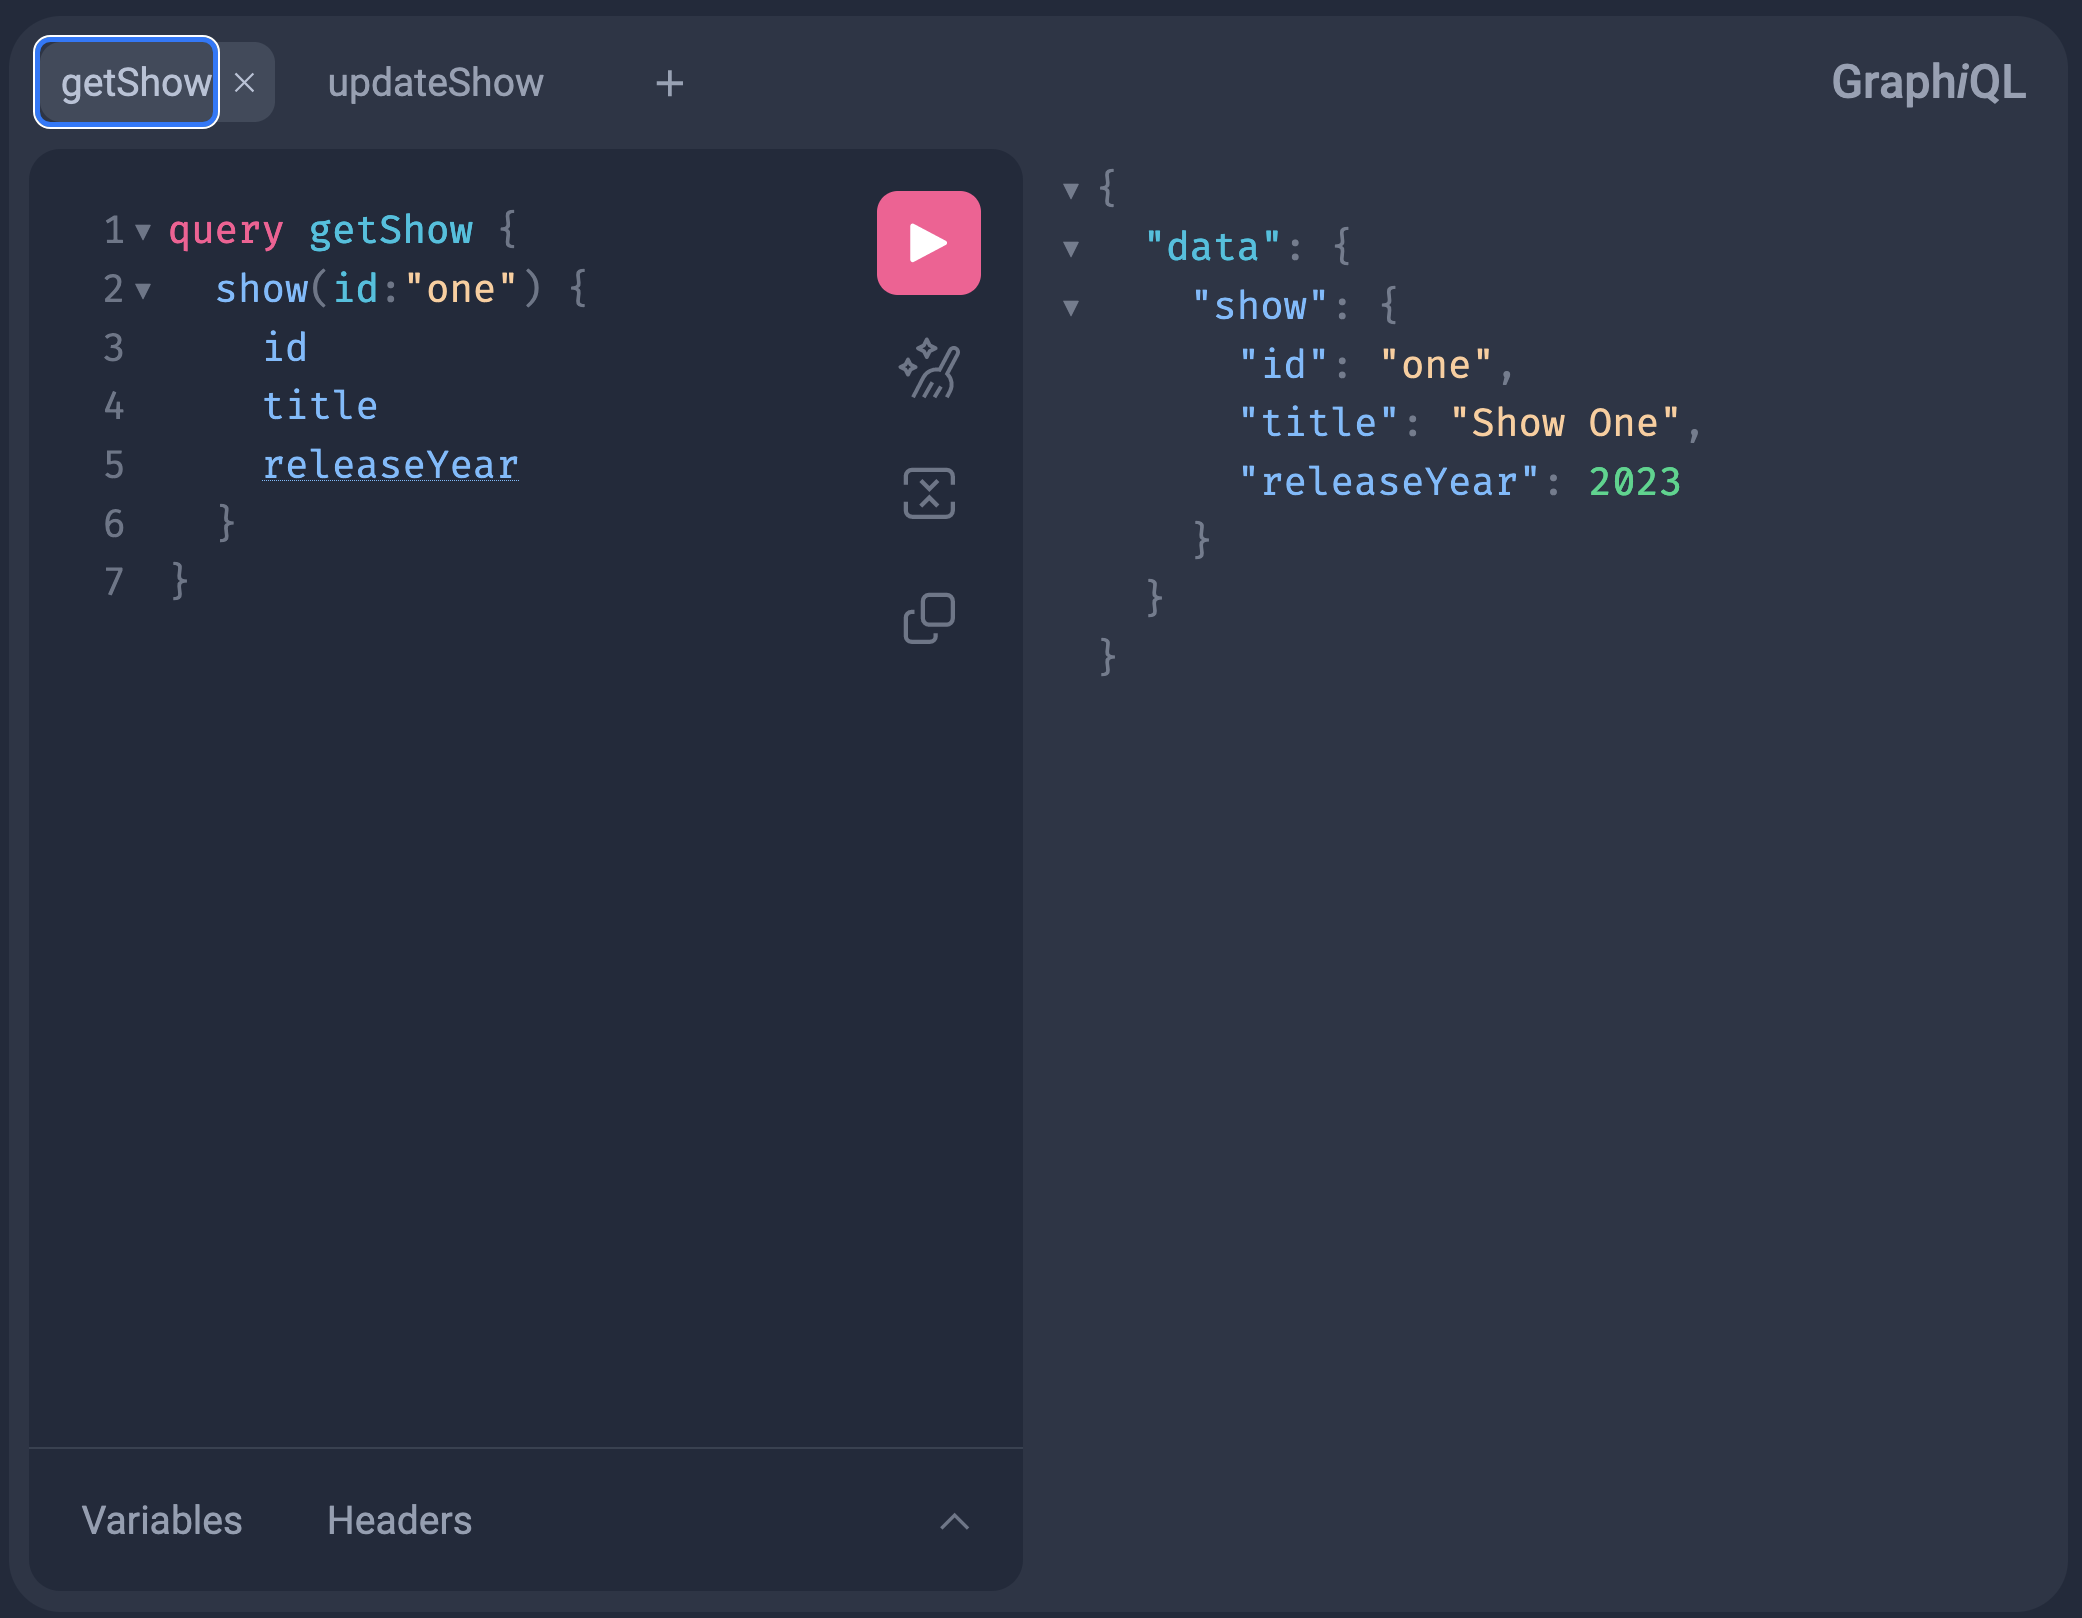 getShow
updateShow
GraphiQL
1 query getShow {
2 show(id:"one") {
3 id
4 title
5 releaseYear
6 }
7 }
{
"data": {
"show": {
"id": "one",
"title": "Show One",
"releaseYear": 2023
}
}
}
Variables Headers